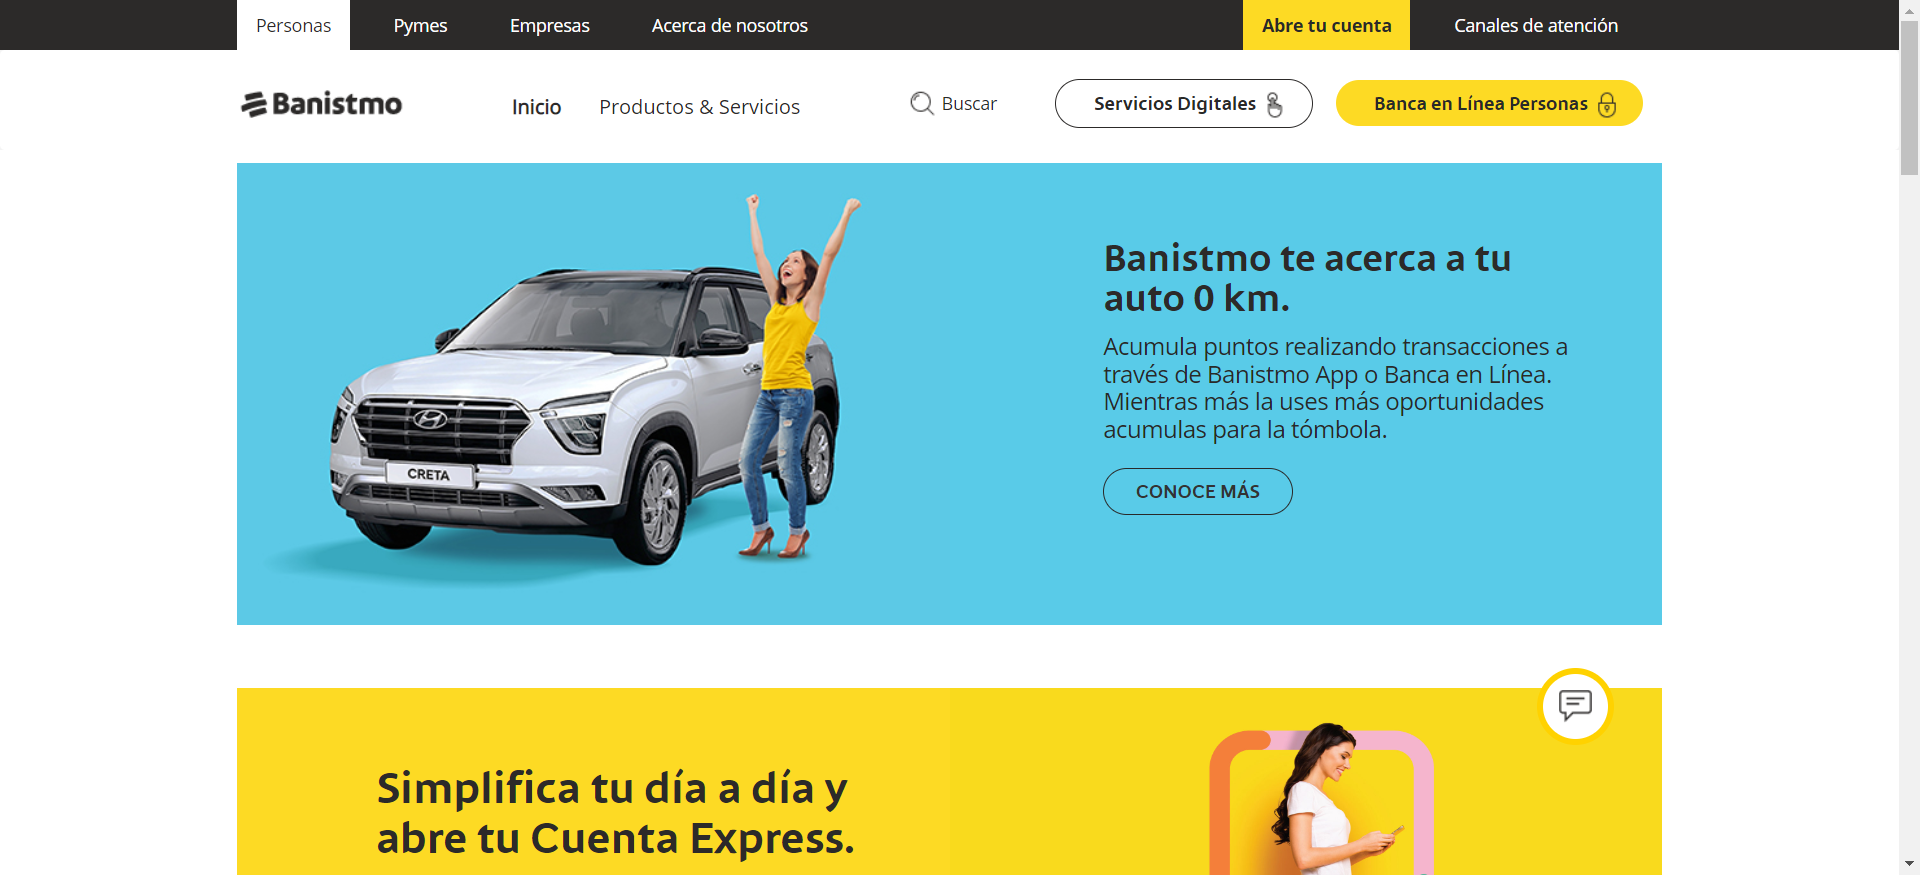 Personas
Pymes
Empresas
Acerca de nosotros
Abre tu cuenta
Canales de atención
Banistmo
Inicio
Productos & Servicios
Buscar
Servicios Digitales
Banca en Línea Personas
CRETA
Banistmo te acerca a tu
auto 0 km.
Acumula puntos realizando transacciones a
través de Banistmo App o Banca en Línea.
Mientras más la uses más oportunidades
acumulas para la tómbola.
CONOCE MÁS
Simplifica tu día a día y
abre tu Cuenta Express.